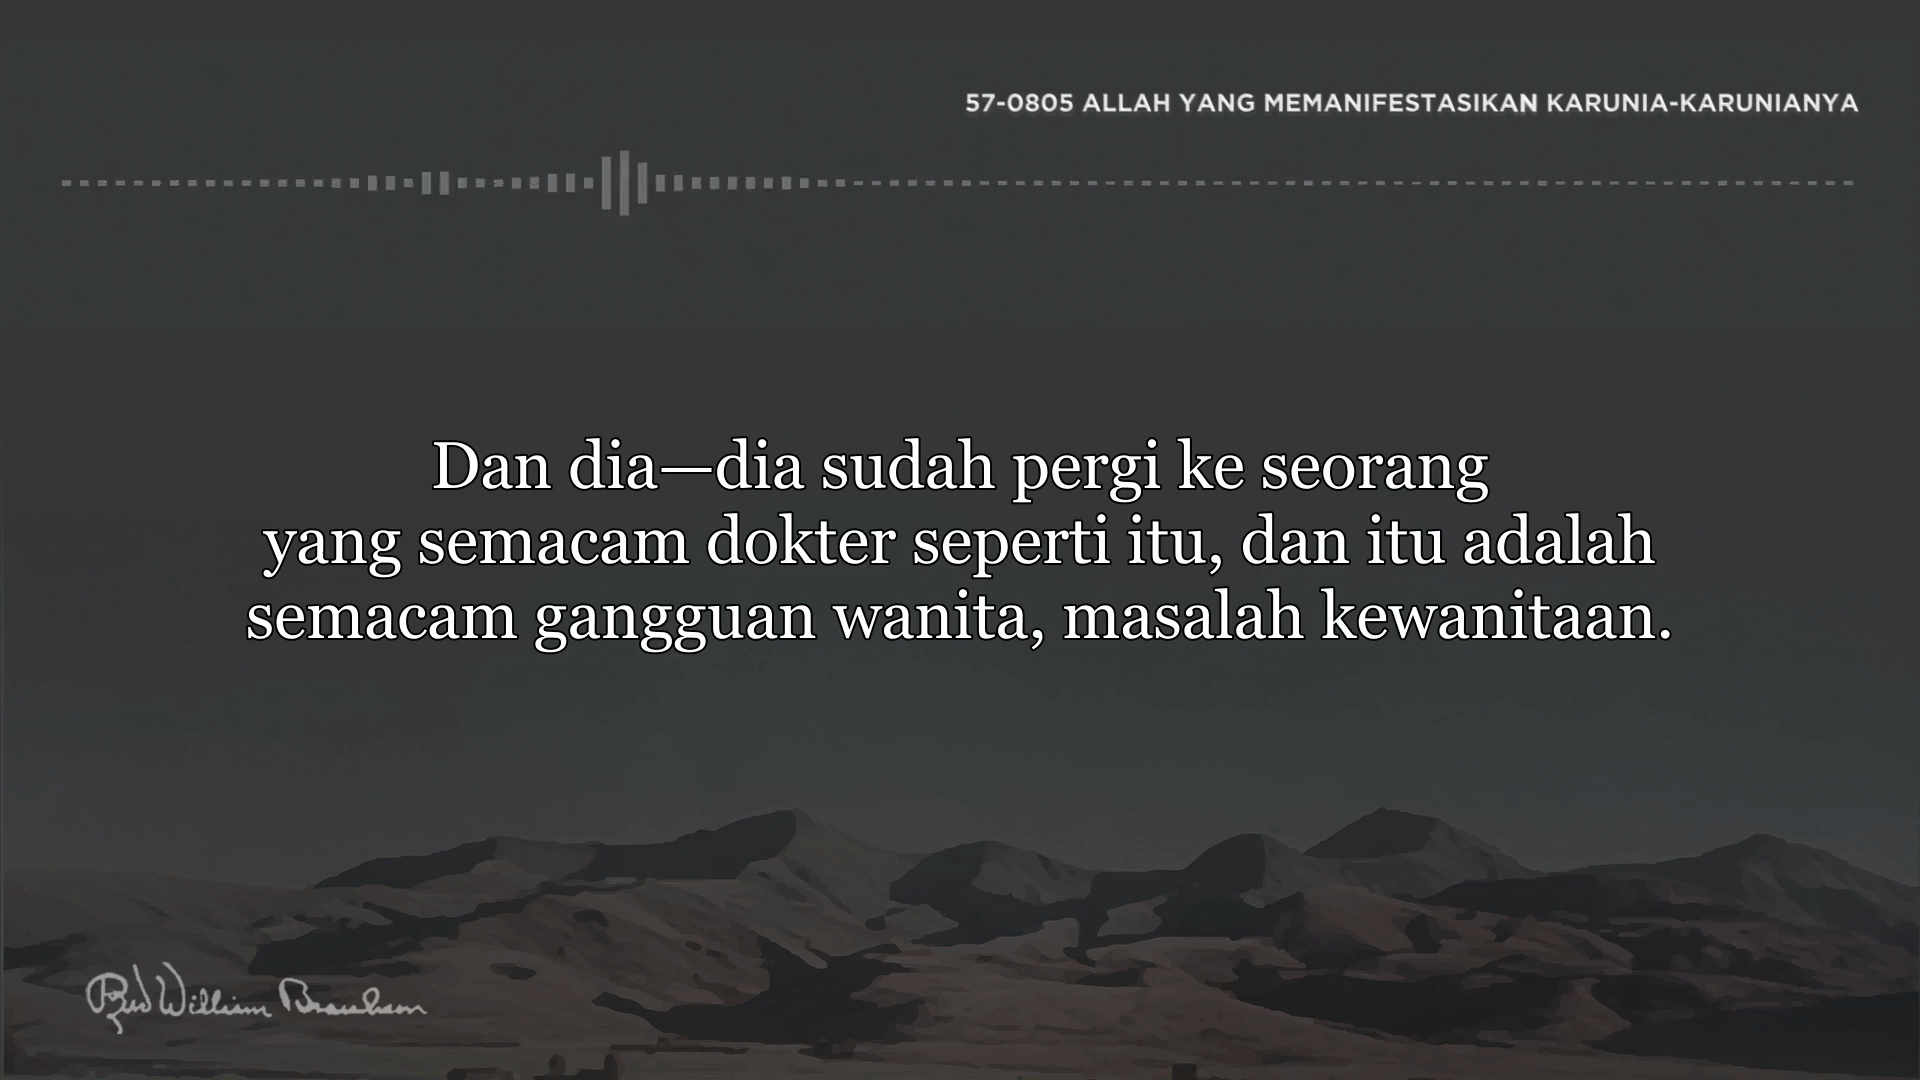 57-0805 ALLAH YANG MEMANIFESTASIKAN KARUNIA-KARUNIANYA
Dan dia—dia sudah pergi ke seorang
yang semacam dokter seperti itu, dan itu adalah
semacam gangguan wanita, masalah kewanitaan.
Rev William Branham